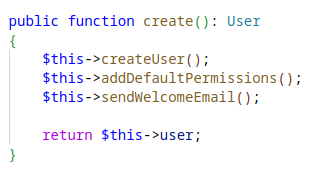 public function create(): User
{
    $this->createUser();
    $this->addDefaultPermissions();
    $this->sendWelcomeEmail();

    return $this->user;
}